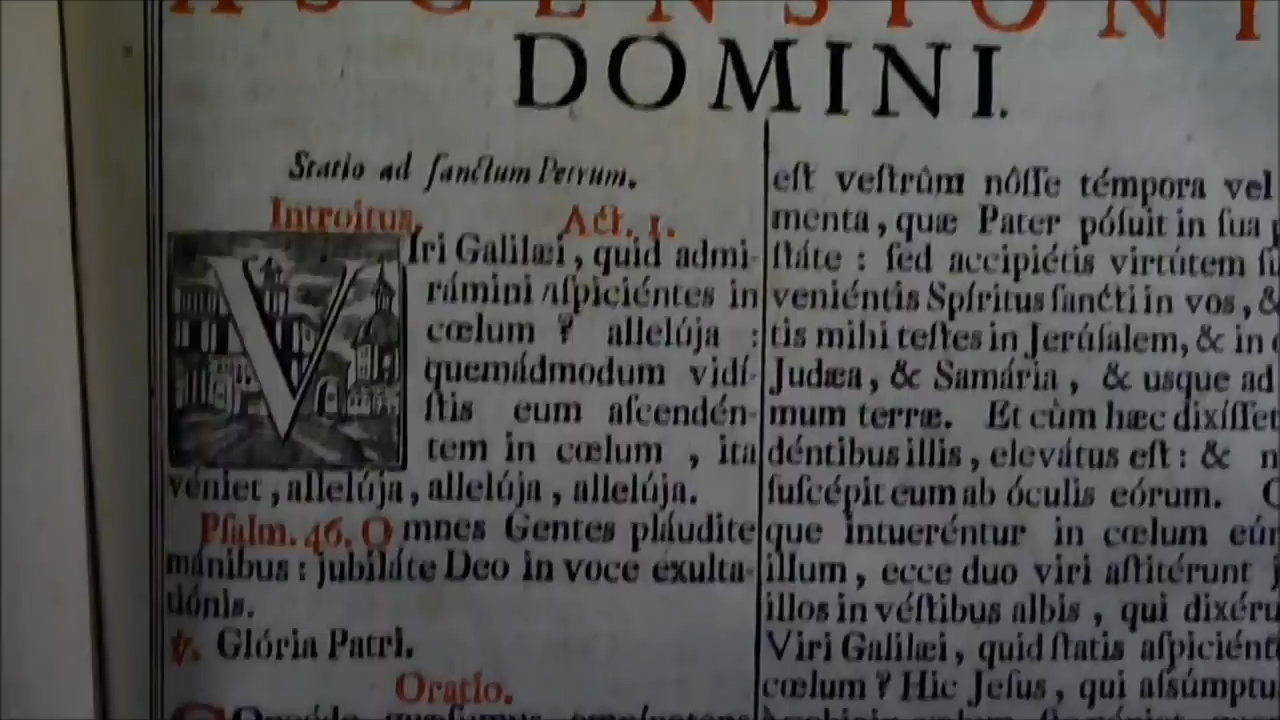 ASCENSIONI
DOMINI.
Statio ad ſanctum Petrum.
Introitus. Act. 1.
VIri Galilæi, quid admi-
rámini aſpiciéntes in
cœlum ? allelúja :
quemádmodum vidí-
ſtis eum aſcendén-
tem in cœlum , ita
véniet, allelúja, allelúja, allelúja.
Pſalm. 46. Omnes Gentes pláudite
mánibus : jubiláte Deo in voce exulta-
tiónis.
℣. Glória Patri.
Oratio.
eſt veſtrûm nôſſe témpora vel
menta, quæ Pater póſuit in ſua
ſtáte : ſed accipiétis virtútem
veniéntis Spíritus ſancti in vos, &
tis mihi teſtes in Jerúſalem, & in
Judæa, & Samária, & usque ad
mum terræ. Et cùm hæc dixíſſet
déntibus illis, elevátus eſt : &
ſuſcépit eum ab óculis eórum.
que intueréntur in cœlum
illum, ecce duo viri aſtitérunt
illos in véſtibus albis, qui dixéru
Viri Galilæi, quid ſtatis aſpiciént
cœlum ? Hic Jeſus, qui aſsúmptu